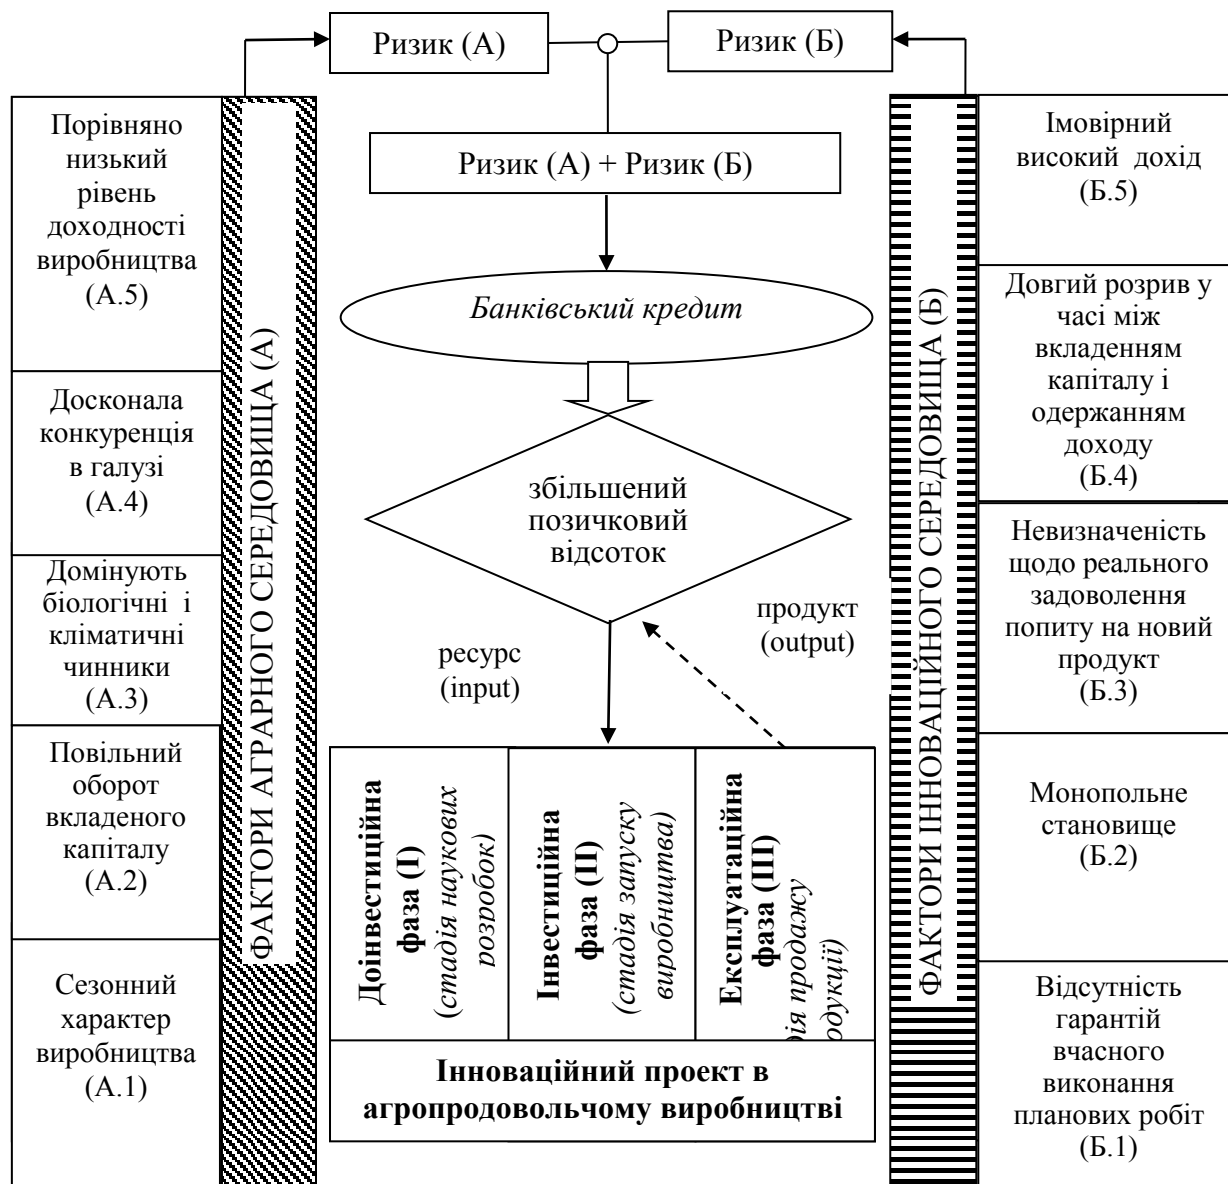 Ризик (А)
Ризик (Б)
Ризик (А) + Ризик (Б)
Порівняно
низький
рівень
доходності
виробництва
(А.5)
Досконала
конкуренція
в галузі
(А.4)
Домінують
біологічні і
кліматичні
чинники
(А.3)
Повільний
оборот
вкладеного
капіталу
(А.2)
Сезонний
характер
виробництва
(А.1)
ФАКТОРИ АГРАРНОГО СЕРЕДОВИЩА (А)
Банківський кредит
збільшений
позичковий
відсоток
ресурс
(input)
продукт
(output)
Доінвестиційна
фаза (І)
(стадія наукових
розробок)
Інвестиційна
фаза (ІІ)
(стадія запуску
виробництва)
Експлуатаційна
фаза (ІІІ)
продажу
Інноваційний проект в
агропродовольчому виробництві
ФАКТОРИ ІННОВАЦІЙНОГО СЕРЕДОВИЩА (Б)
Імовірний
високий дохід
(Б.5)
Довгий розрив у
часі між
вкладенням
капіталу і
одержанням
доходу
(Б.4)
Невизначеність
щодо реального
задоволення
попиту на новий
продукт
(Б.3)
Монопольне
становище
(Б.2)
Відсутність
гарантій
вчасного
виконання
планових робіт
(Б.1)